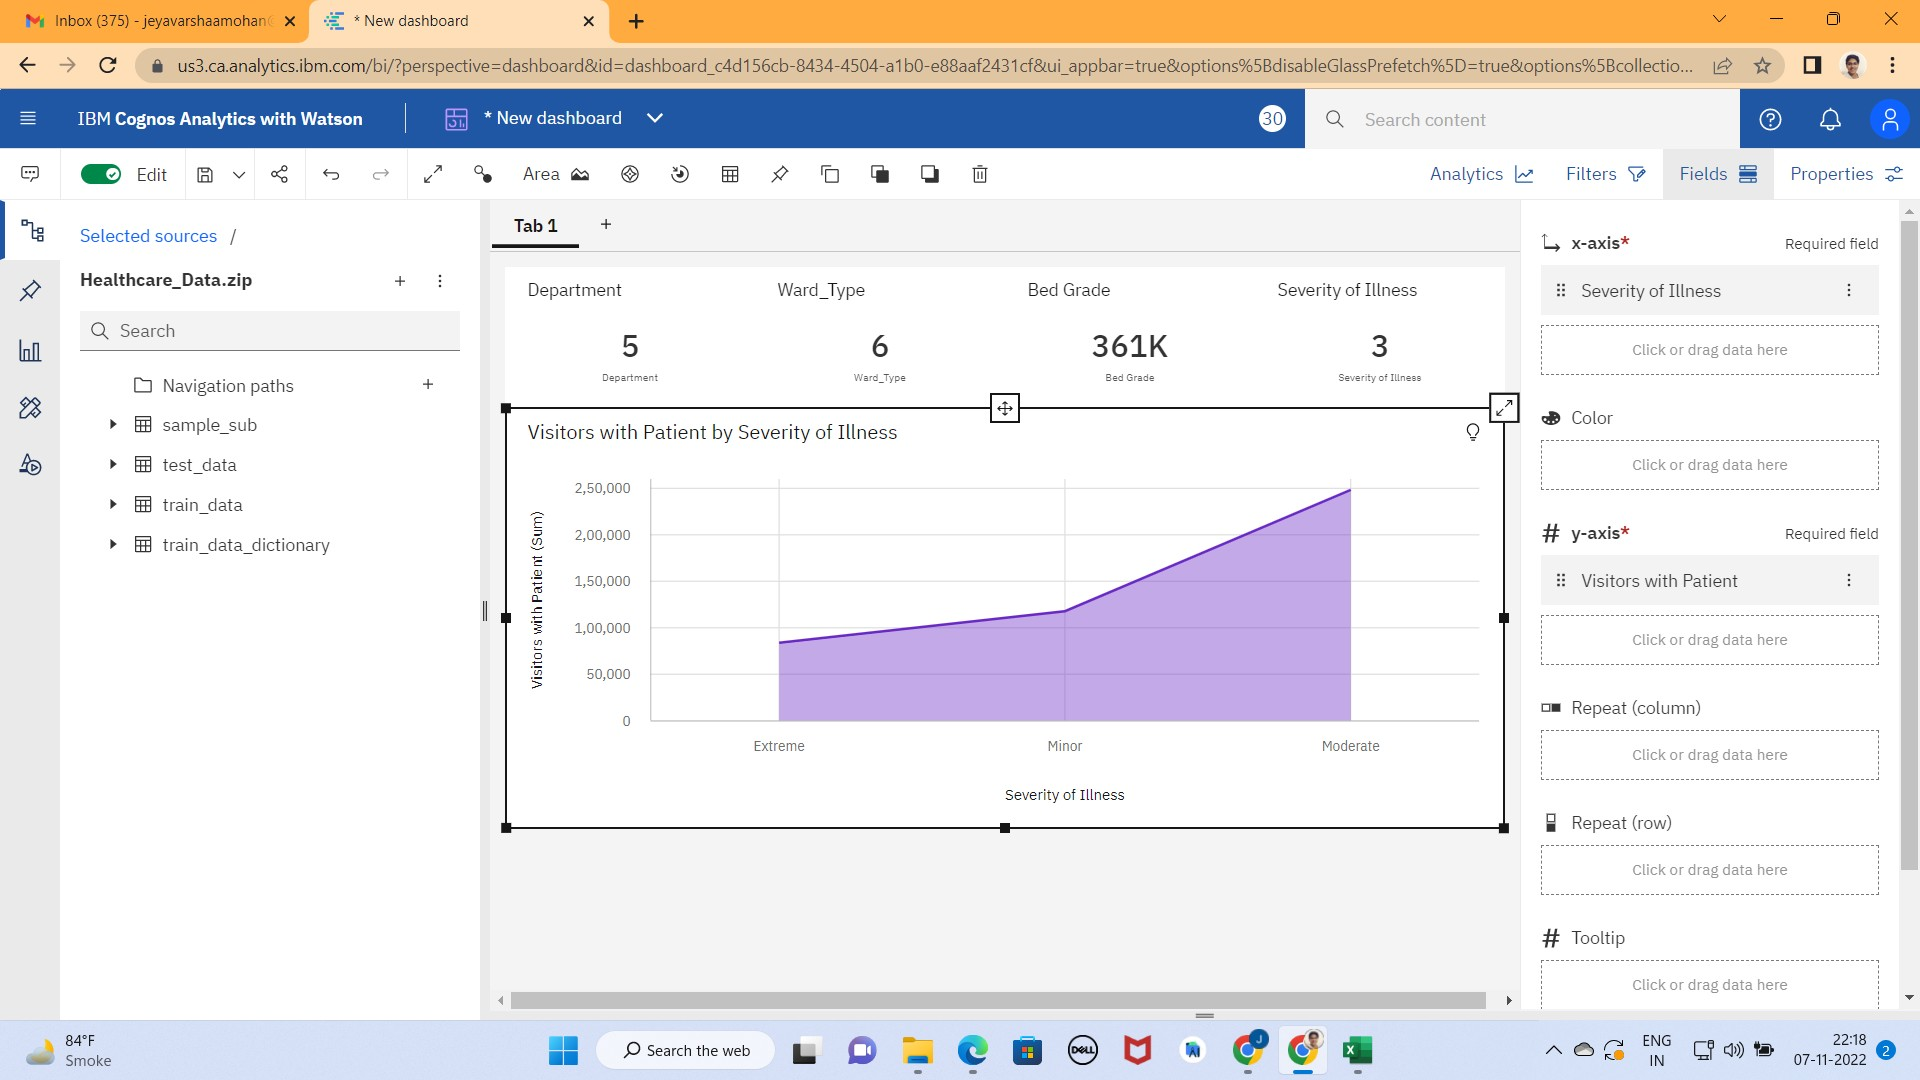 Inbox (375) - jeyavarshaamohan
* New dashboard
us3.ca.analytics.ibm.com/bi/?perspective=dashboard&id=dashboard_c4d156cb-8434-4504-a1b0-e88aaf2431cf&ui_appbar=true&options%5BdisableGlassPrefetch%5D=true&options%5Bcollectio...
IBM Cognos Analytics with Watson
* New dashboard
30
Search content
Edit
Area
Analytics
Filters
Fields
Properties
Selected sources /
Healthcare_Data.zip
Search
Navigation paths
sample_sub
test_data
train_data
train_data_dictionary
Tab 1
Department
Ward_Type
Bed Grade
Severity of Illness
5
6
361K
3
Department
Ward_Type
Bed Grade
Severity of Illness
Visitors with Patient by Severity of Illness
Visitors with Patient (Sum)
2,50,000
2,00,000
1,50,000
1,00,000
50,000
0
Extreme
Minor
Moderate
Severity of Illness
x-axis*
Required field
Severity of Illness
Click or drag data here
Color
Click or drag data here
# y-axis*
Required field
Visitors with Patient
Click or drag data here
Repeat (column)
Click or drag data here
Repeat (row)
Click or drag data here
# Tooltip
Click or drag data here
84°F
Smoke
Search the web
DELL
J
ENG
IN
22:18
07-11-2022
2